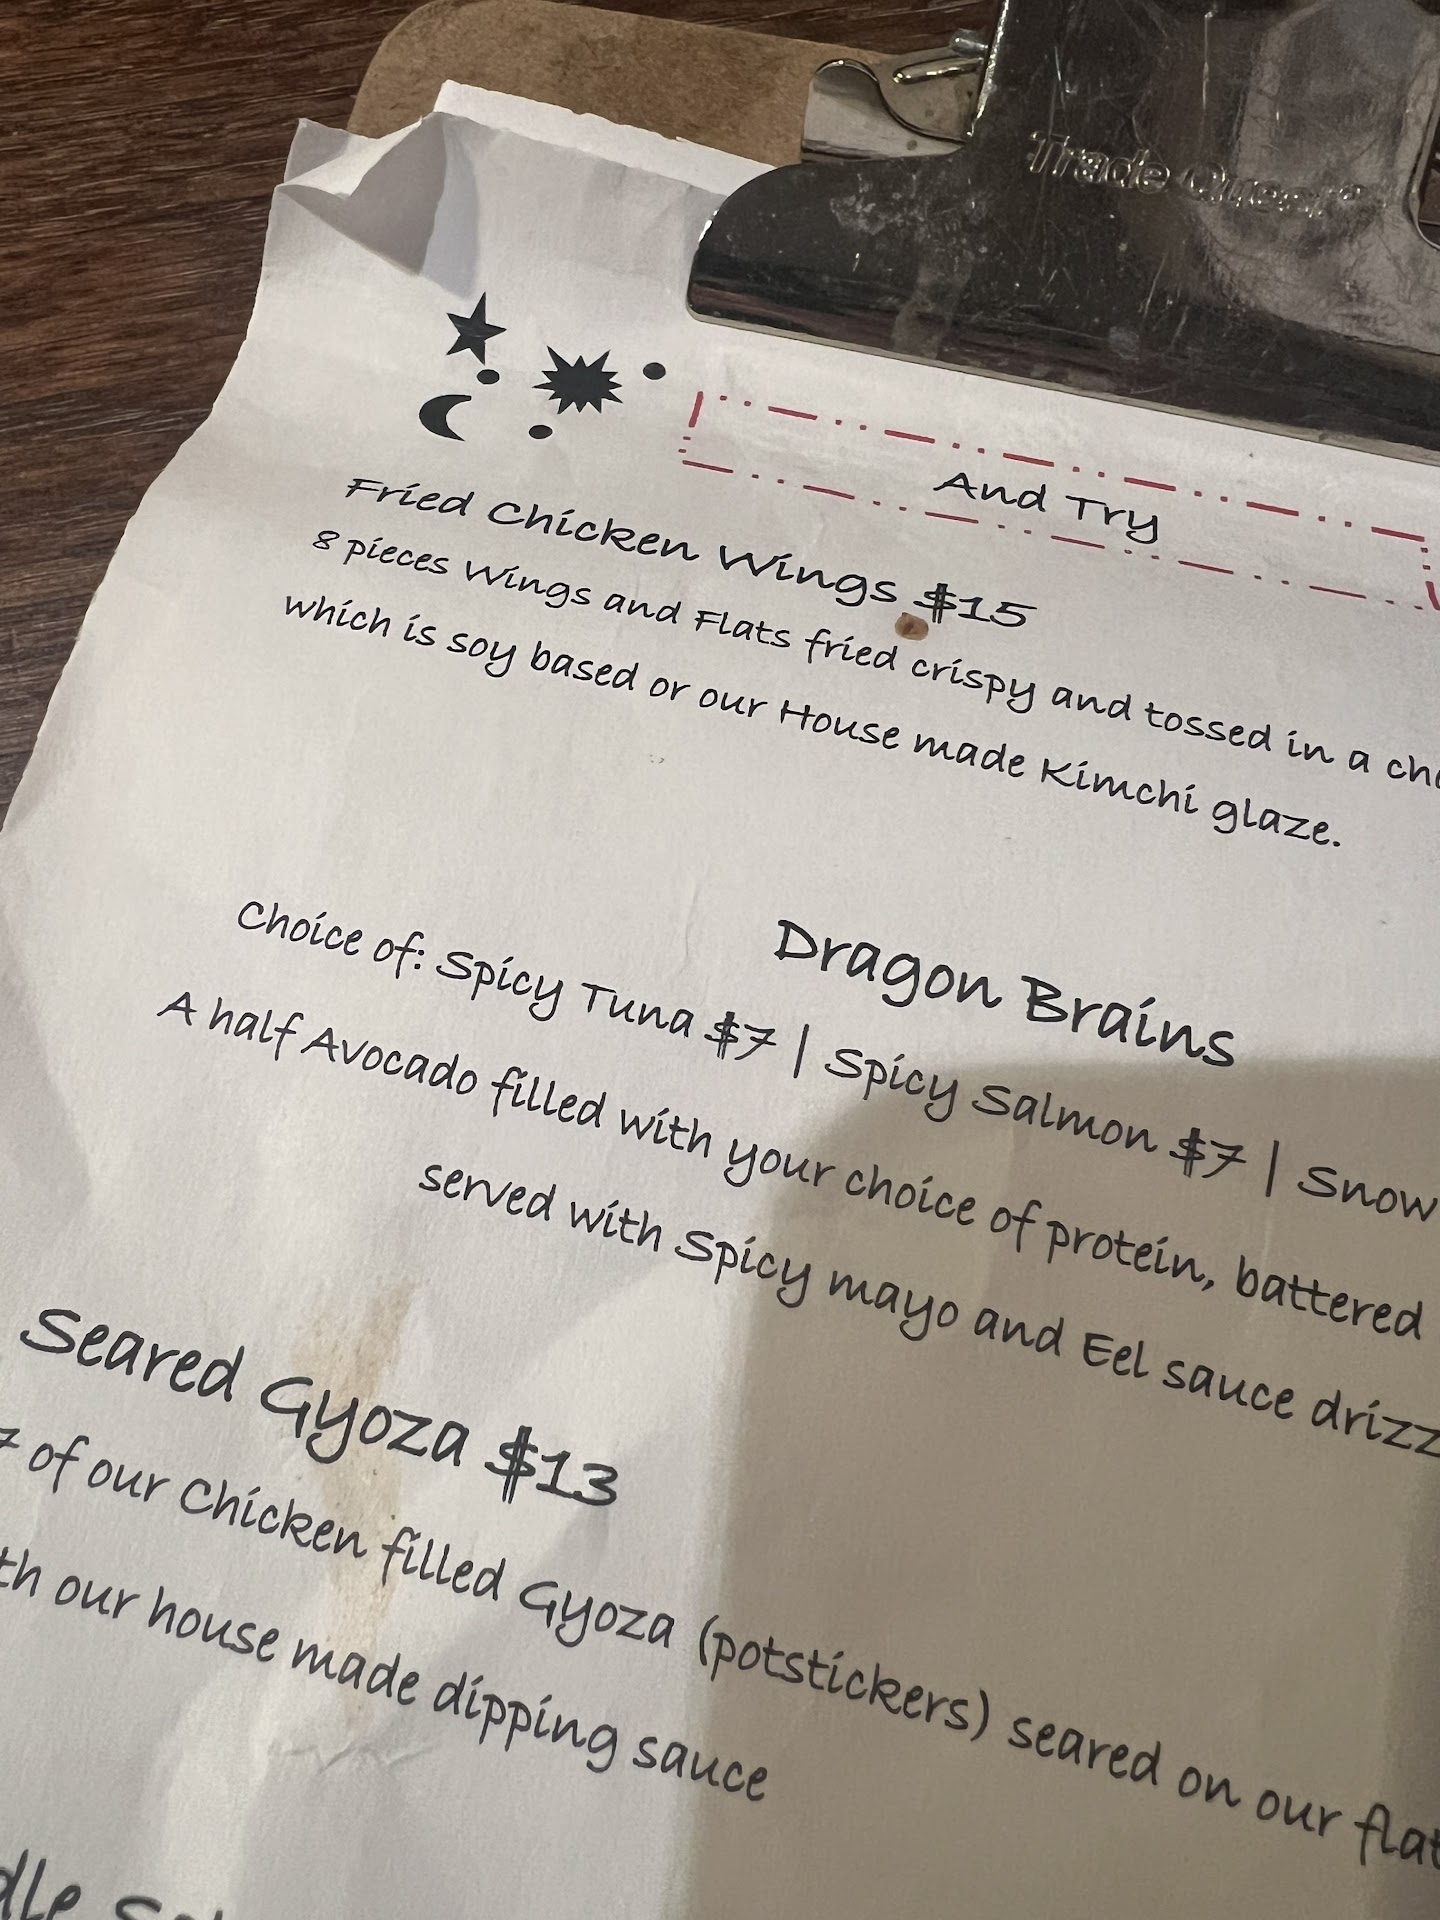 Trade Quest
And Try
Fried Chicken Wings $15
8 pieces Wings and Flats fried crispy and tossed in a
which is soy based or our House made Kimchi glaze.
Dragon Brains
Choice of: Spicy Tuna $7 | Spicy Salmon $7 | Snow
A half Avocado filled with your choice of protein, battered
served with Spicy mayo and Eel sauce
Seared Gyoza $13
7 of our Chicken filled Gyoza (potstickers) seared on our
our house made dipping sauce